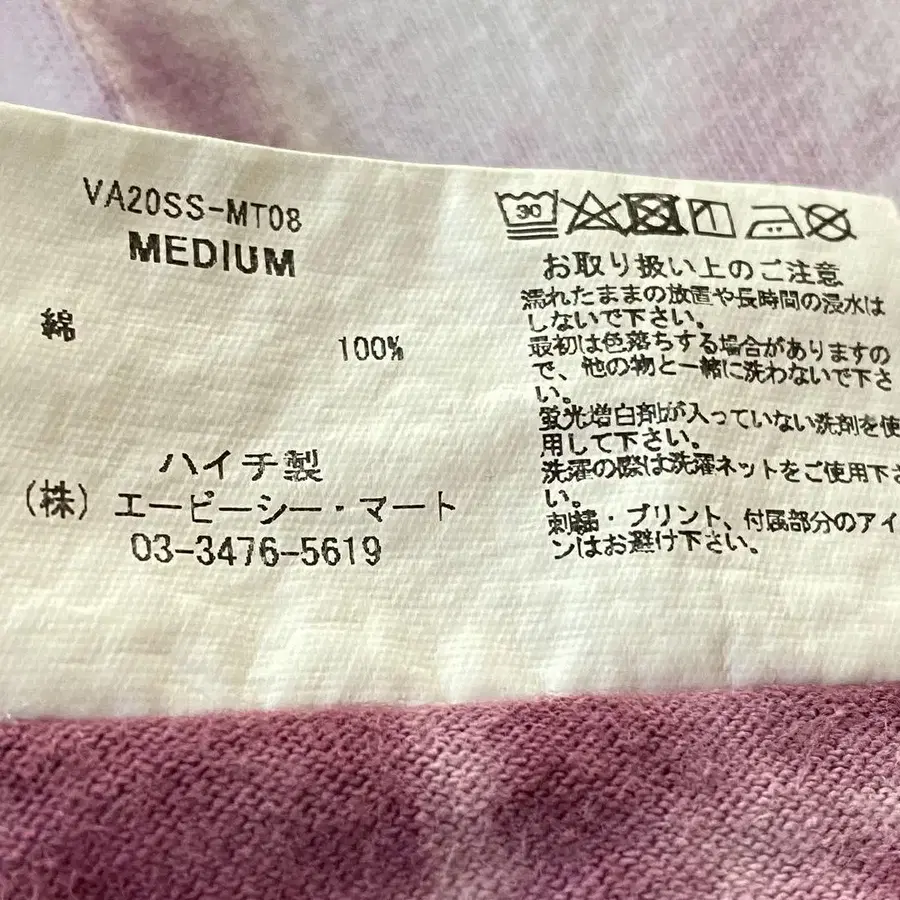 VA20SS-MT08
MEDIUM
綿 100%
ハイチ製
(株) エービーシー・マート
03-3476-5619
30
お取り扱い上のご注意
濡れたままの放置や長時間の浸水は
しないで下さい。
最初は色落ちする場合がありますの
で、他の物と一緒に洗わないで下さ
い。
蛍光増白剤が入っていない洗剤を使
用して下さい。
洗濯の際は洗濯ネットをご使用下さ
い。
刺繍・プリント、付属部分のアイ
ンはお避け下さい。